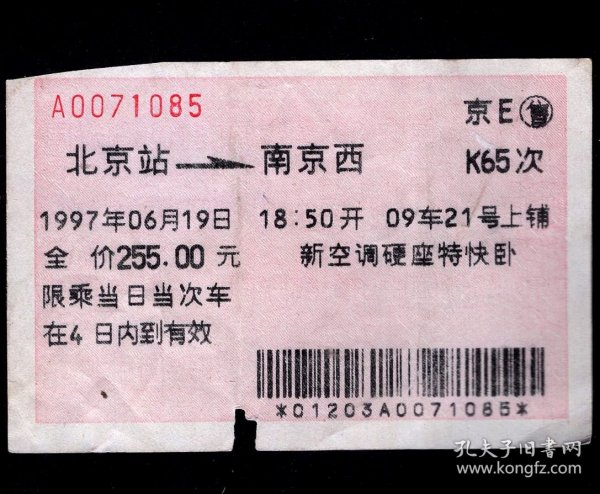 A0071085
京E售
北京站 南京西 K65次
1997年06月19日 18:50开 09车21号上铺
全 价255.00 元 新空调硬座特快卧
限乘当日当次车
在4 日内到有效
*01203A0071085*
孔夫子旧书网
www.kongfz.com